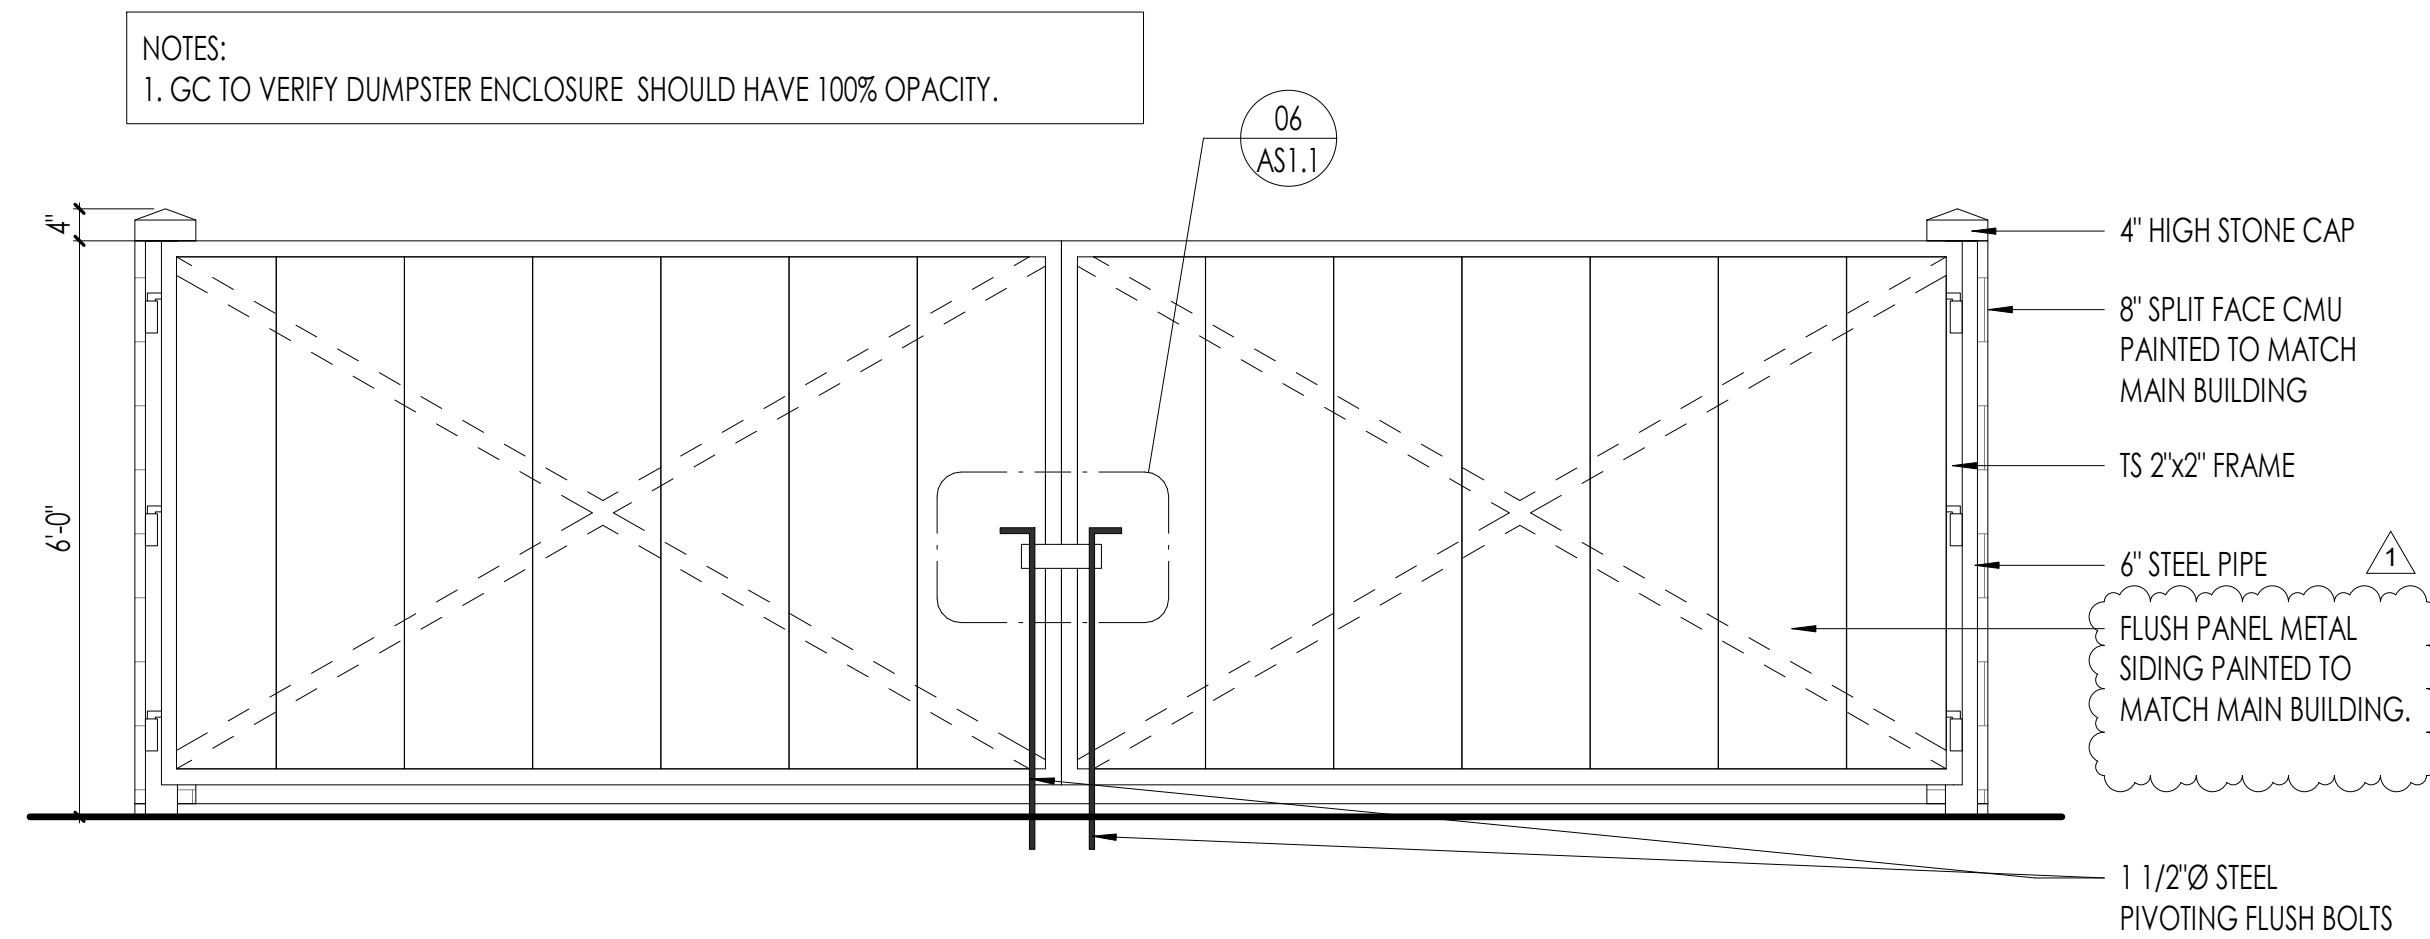 NOTES:
1. GC TO VERIFY DUMPSTER ENCLOSURE SHOULD HAVE 100% OPACITY.
06
AS1.1
4"
6'-0"
4" HIGH STONE CAP
8" SPLIT FACE CMU
PAINTED TO MATCH
MAIN BUILDING
TS 2"x2" FRAME
6" STEEL PIPE
1
FLUSH PANEL METAL
SIDING PAINTED TO
MATCH MAIN BUILDING.
1 1/2"Ø STEEL
PIVOTING FLUSH BOLTS